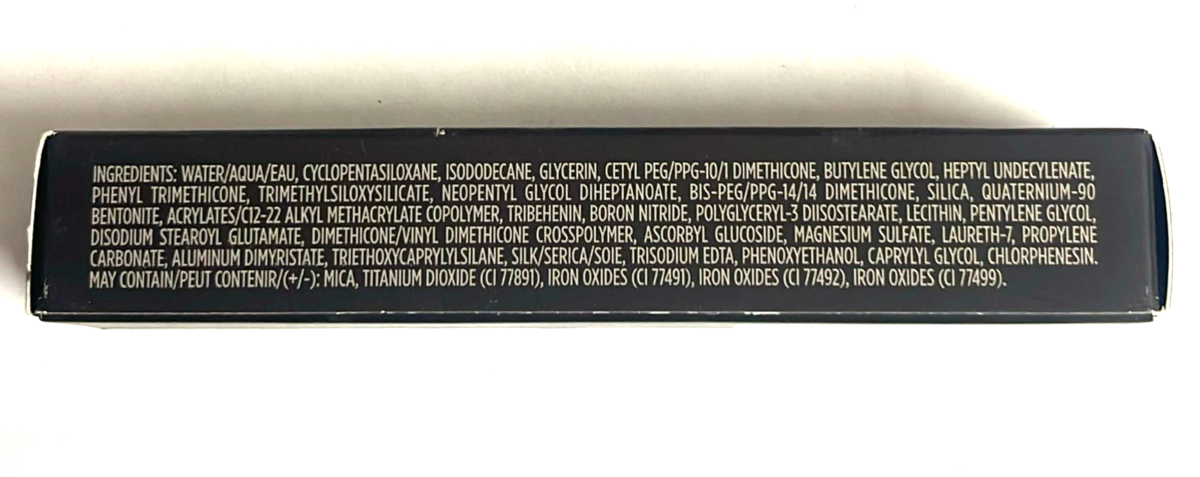 INGREDIENTS: WATER/AQUA/EAU, CYCLOPENTASILOXANE, ISODODECANE, GLYCERIN, CETYL PEG/PPG-10/1 DIMETHICONE, BUTYLENE GLYCOL, HEPTYL UNDECYLENATE,
PHENYL TRIMETHICONE, TRIMETHYLSILOXYSILICATE, NEOPENTYL GLYCOL DIHEPTANOATE, BIS-PEG/PPG-14/14 DIMETHICONE, SILICA, QUATERNIUM-90
BENTONITE, ACRYLATES/C12-22 ALKYL METHACRYLATE COPOLYMER, TRIBEHENIN, BORON NITRIDE, POLYGLYCERYL-3 DIISOSTEARATE, LECITHIN, PENTYLENE GLYCOL,
DISODIUM STEAROYL GLUTAMATE, DIMETHICONE/VINYL DIMETHICONE CROSSPOLYMER, ASCORBYL GLUCOSIDE, MAGNESIUM SULFATE, LAURETH-7, PROPYLENE
CARBONATE, ALUMINUM DIMYRISTATE, TRIETHOXYCAPRYLYLSILANE, SILK/SERICA/SOIE, TRISODIUM EDTA, PHENOXYETHANOL, CAPRYLYL GLYCOL, CHLORPHENESIN.
MAY CONTAIN/PEUT CONTENIR/(+/-): MICA, TITANIUM DIOXIDE (CI 77891), IRON OXIDES (CI 77491), IRON OXIDES (CI 77492), IRON OXIDES (CI 77499).